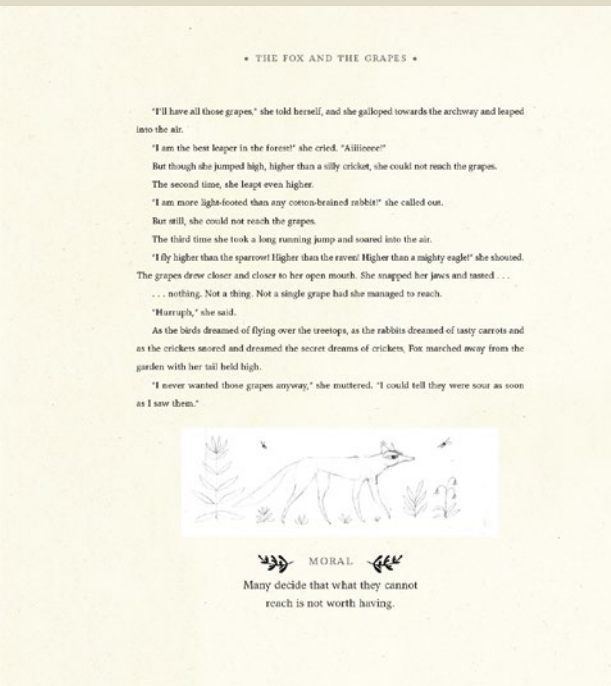 • THE FOX AND THE GRAPES •
"I'll have all those grapes," she told herself, and she galloped towards the archway and leaped
into the air.
"I am the best leaper in the forest!" she cried. "Aiiieeee!"
But though she jumped high, higher than a silly cricket, she could not reach the grapes.
The second time, she leapt even higher.
"I am more light-footed than any cotton-brained rabbit!" she called out.
But still, she could not reach the grapes.
The third time she took a long running jump and soared into the air.
"I fly higher than the sparrow! Higher than the raven! Higher than a mighty eagle!" she shouted.
The grapes drew closer and closer to her open mouth. She snapped her jaws and tasted . . .
. . . nothing. Not a thing. Not a single grape had she managed to reach.
"Hurruph," she said.
As the birds dreamed of flying over the treetops, as the rabbits dreamed of tasty carrots and
as the crickets snored and dreamed the secret dreams of crickets, Fox marched away from the
garden with her tail held high.
"I never wanted those grapes anyway," she muttered. "I could tell they were sour as soon
as I saw them."
MORAL
Many decide that what they cannot
reach is not worth having.